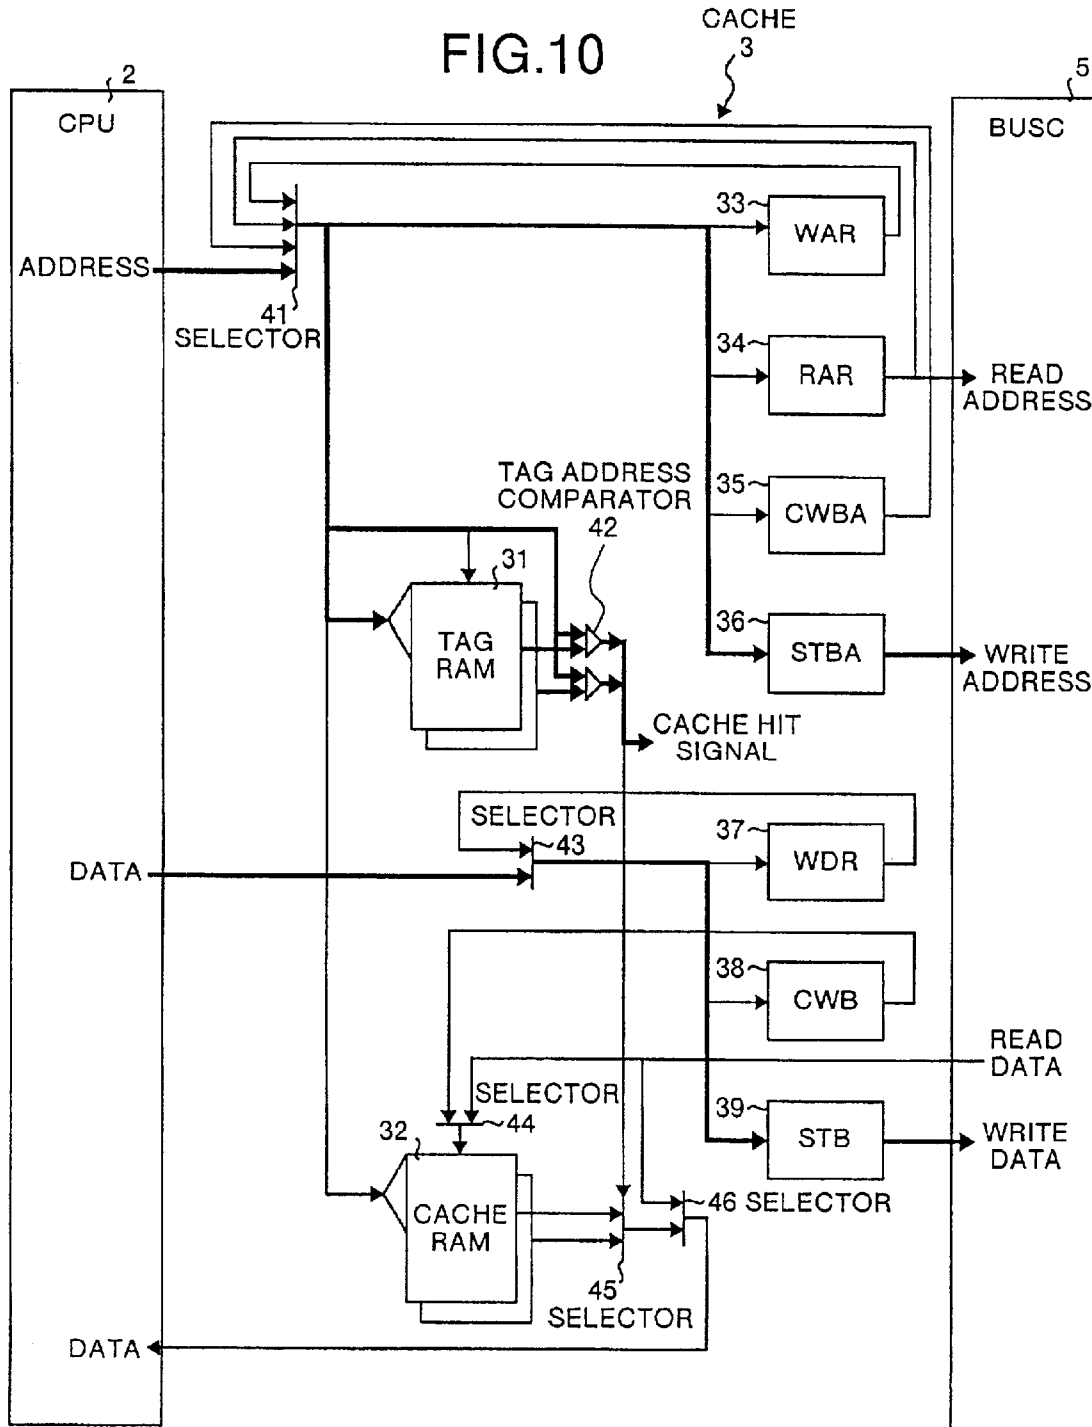 FIG.10
CACHE
3
2
CPU
5
BUSC
ADDRESS
41
SELECTOR
33
WAR
34
RAR
READ
ADDRESS
TAG ADDRESS
COMPARATOR
42
35
CWBA
31
TAG
RAM
36
STBA
WRITE
ADDRESS
CACHE HIT
SIGNAL
SELECTOR
43
37
WDR
DATA
38
CWB
READ
DATA
SELECTOR
44
39
STB
WRITE
DATA
32
CACHE
RAM
46 SELECTOR
45
SELECTOR
DATA